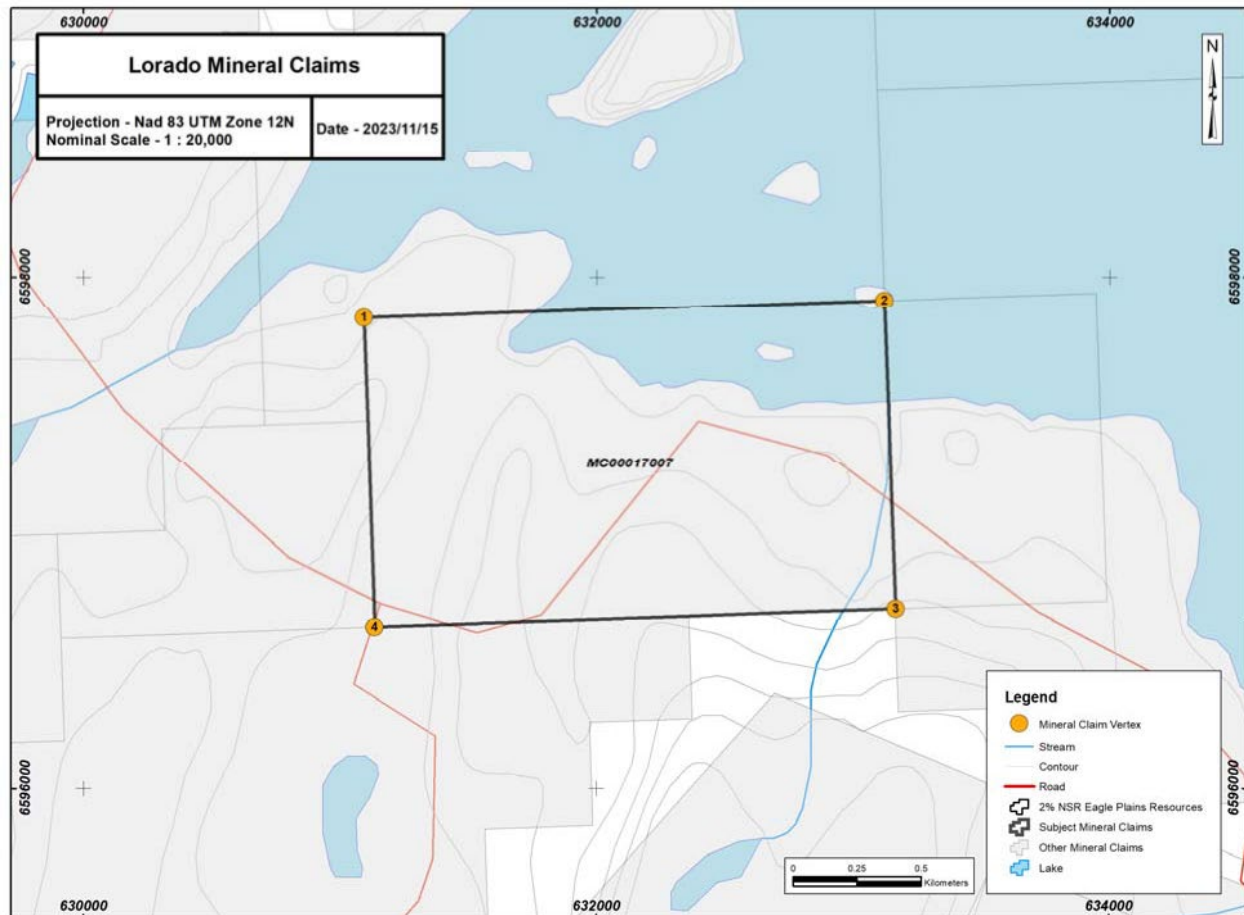 630000
632000
634000
Lorado Mineral Claims
Projection - Nad 83 UTM Zone 12N
Nominal Scale - 1 : 20,000
Date - 2023/11/15
N
6598000
6598000
1
2
MC00017007
3
4
Legend
Mineral Claim Vertex
Stream
Contour
Road
2% NSR Eagle Plains Resources
Subject Mineral Claims
Other Mineral Claims
Lake
6596000
6596000
0 0.25 0.5
Kilometers
630000
632000
634000